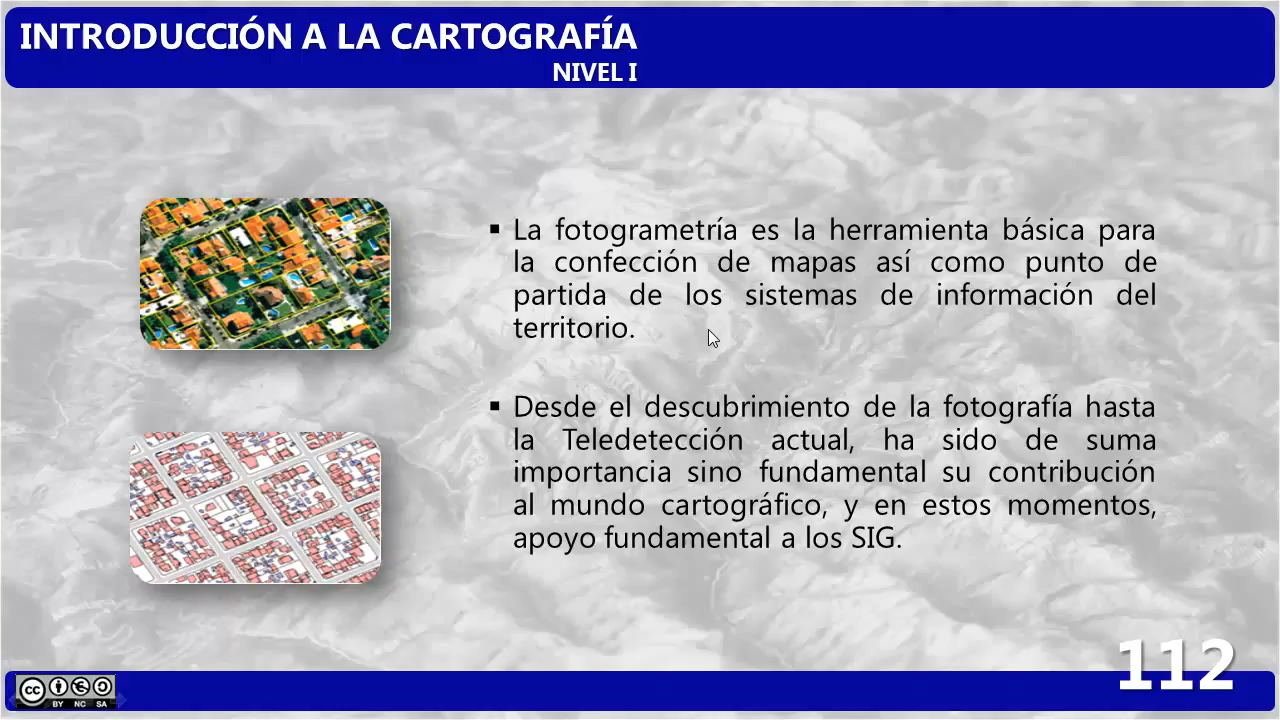 INTRODUCCIÓN A LA CARTOGRAFÍA
NIVEL I
▪ La fotogrametría es la herramienta básica para
la confección de mapas así como punto de
partida de los sistemas de información del
territorio.
▪ Desde el descubrimiento de la fotografía hasta
la Teledetección actual, ha sido de suma
importancia sino fundamental su contribución
al mundo cartográfico, y en estos momentos,
apoyo fundamental a los SIG.
112
cc
BY NC SA